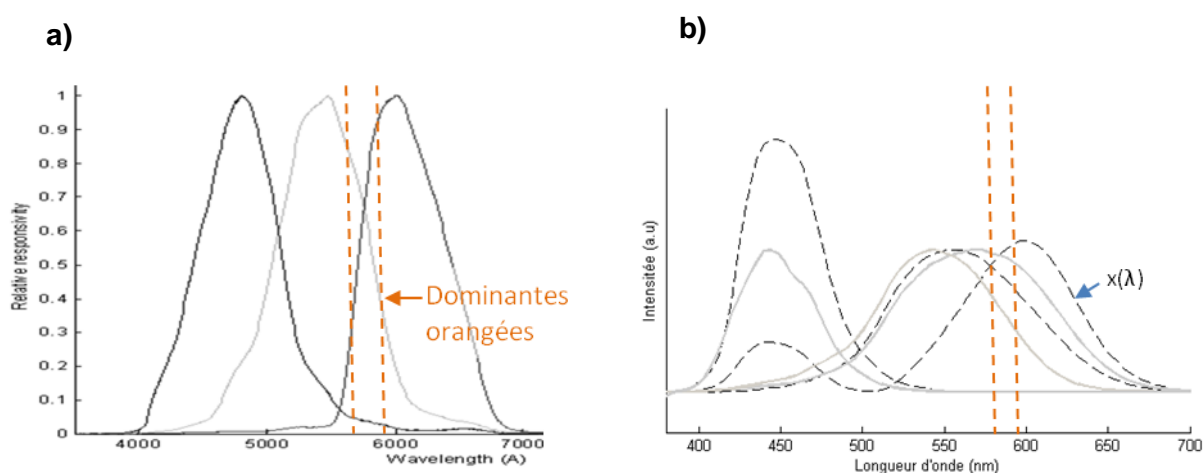 a)
Relative responsivity
1
0.9
0.8
0.7
0.6
0.5
0.4
0.3
0.2
0.1
0
4000 5000 6000 7000
Wavelength (A)
Dominantes
orangées
b)
Intensitée (a.u)
x(λ)
400 450 500 550 600 650 700
Longueur d'onde (nm)